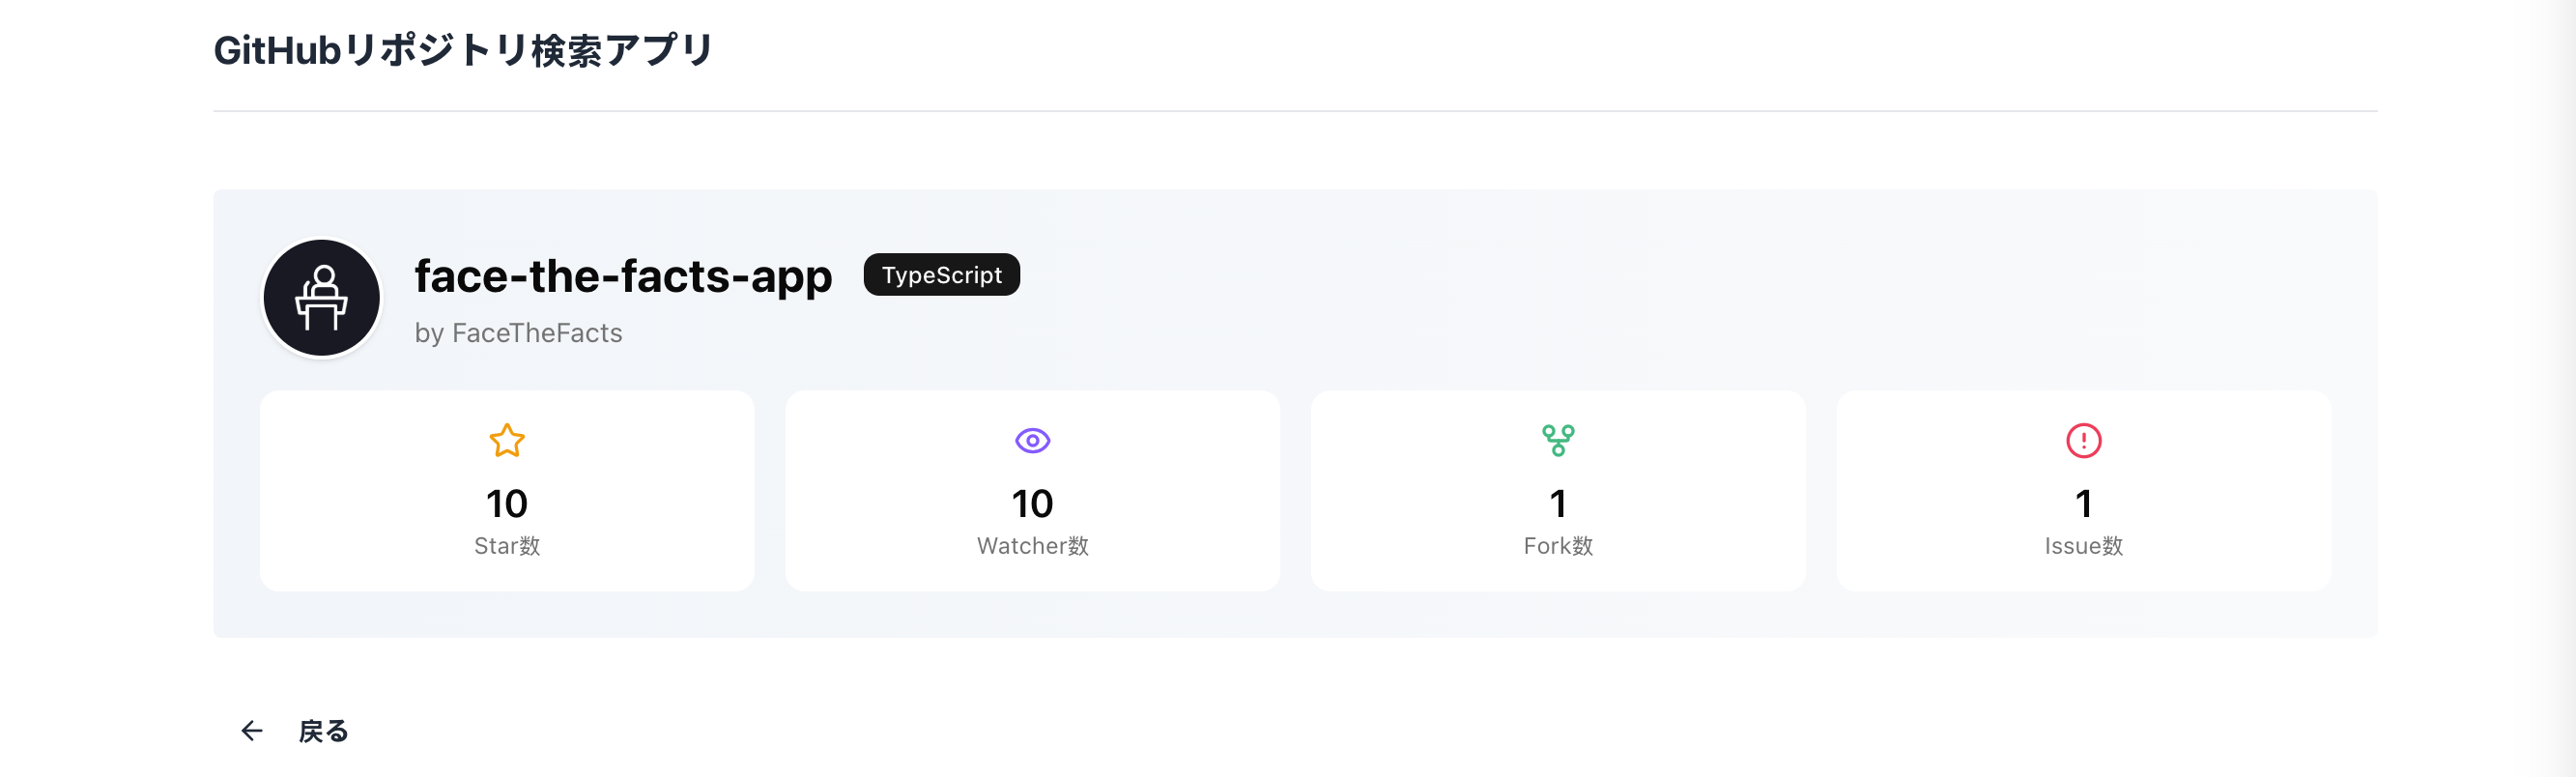 GitHubリポジトリ検索アプリ
face-the-facts-app TypeScript
by FaceTheFacts
10
Star数
10
Watcher数
1
Fork数
1
Issue数
戻る